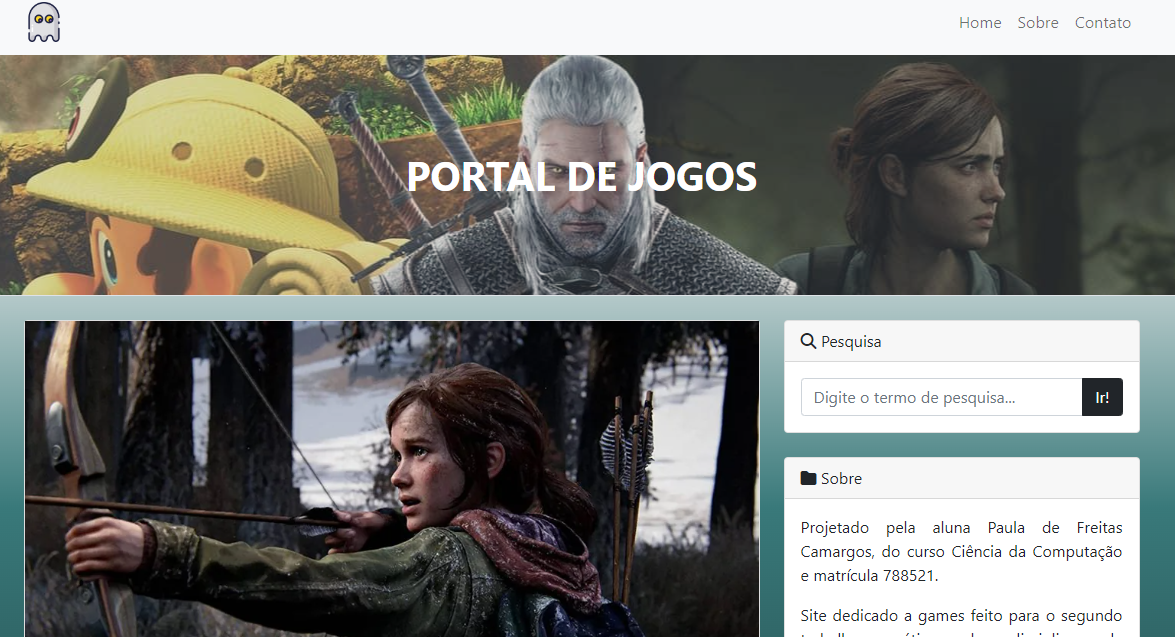 Home Sobre Contato
PORTAL DE JOGOS
Pesquisa
Digite o termo de pesquisa... Ir!
Sobre
Projetado pela aluna Paula de Freitas
Camargos, do curso Ciência da Computação
e matrícula 788521.
Site dedicado a games feito para o segundo